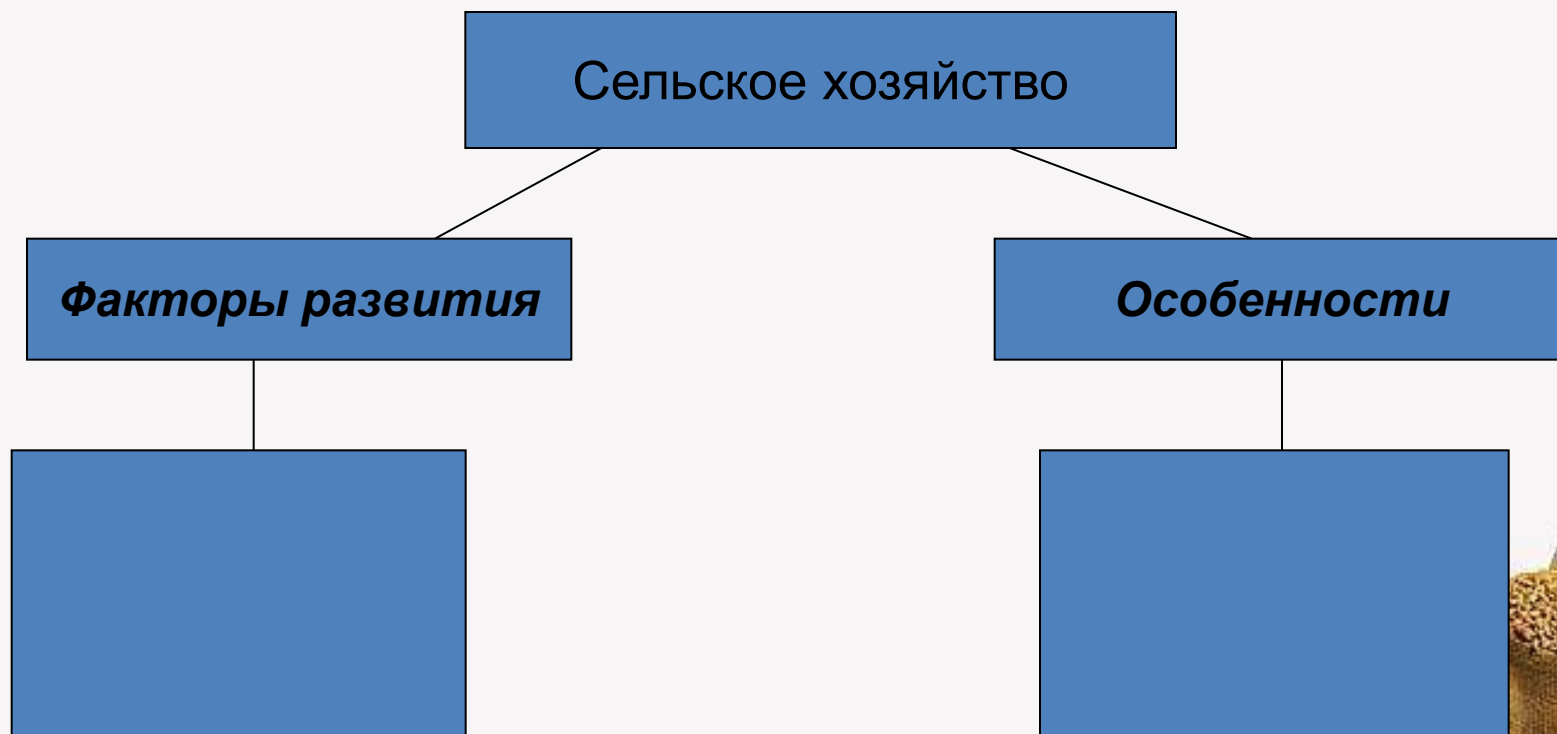 Сельское хозяйство
Факторы развития
Особенности